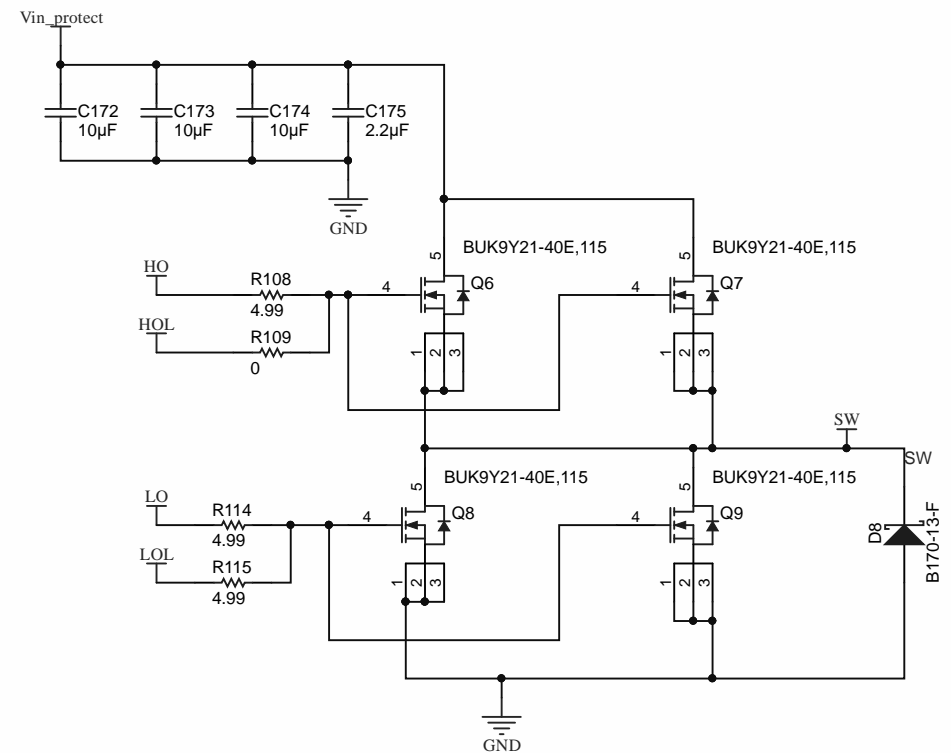 Vin_protect
C172
10µF
C173
10µF
C174
10µF
C175
2.2µF
GND
BUK9Y21-40E,115
BUK9Y21-40E,115
5
5
HO
R108
4.99
4
Q6
4
Q7
HOL
R109
0
1
2
3
1
2
3
SW
SW
BUK9Y21-40E,115
BUK9Y21-40E,115
5
5
LO
R114
4.99
4
Q8
4
Q9
D8
B170-13-F
LOL
R115
4.99
1
2
3
1
2
3
GND